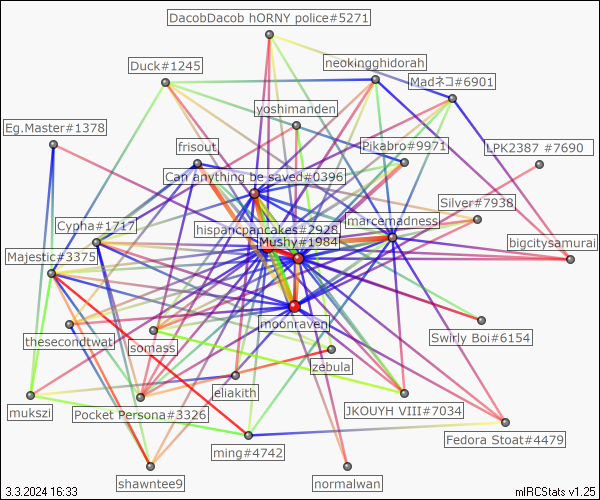 DacobDacob hORNY police#5271
neokingghidorah
Duck#1245
Madネコ#6901
yoshimanden
Eg.Master#1378
frisout
Pikabro#9971
LPK2387 #7690
Can anything be saved#0396
Silver#7938
Cypha#1717
marcemadness
hispancpancakes#2928
Mushy#1984
bigcitysamurai
Majestic#3375
moonraven
thesecondtwat
somass
Swirly Boi#6154
zebula
eliakith
mukszi
Pocket Persona#3326
JKOUYH VIII#7034
Fedora Stoat#4479
ming#4742
shawntee9
normalwan
3.3.2024 16:33
mIRCStats v1.25